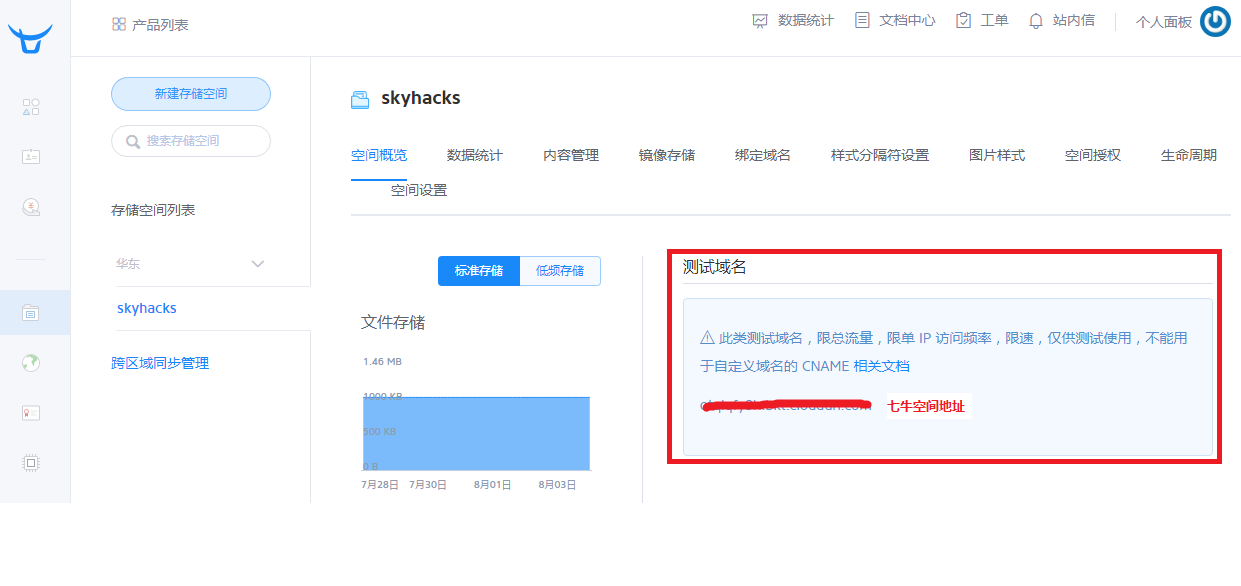 产品列表
数据统计 文档中心 工单 站内信 个人面板
新建存储空间
搜索存储空间
存储空间列表
华东
skyhacks
跨区域同步管理
skyhacks
空间概览 数据统计 内容管理 镜像存储 绑定域名 样式分隔符设置 图片样式 空间授权 生命周期
空间设置
标准存储 低频存储
文件存储
1.46 MB
1000 KB
500 KB
0 B
7月28日 7月30日 8月01日 8月03日
测试域名
此类测试域名，限总流量，限单 IP 访问频率，限速，仅供测试使用，不能用
于自定义域名的 CNAME 相关文档
七牛空间地址